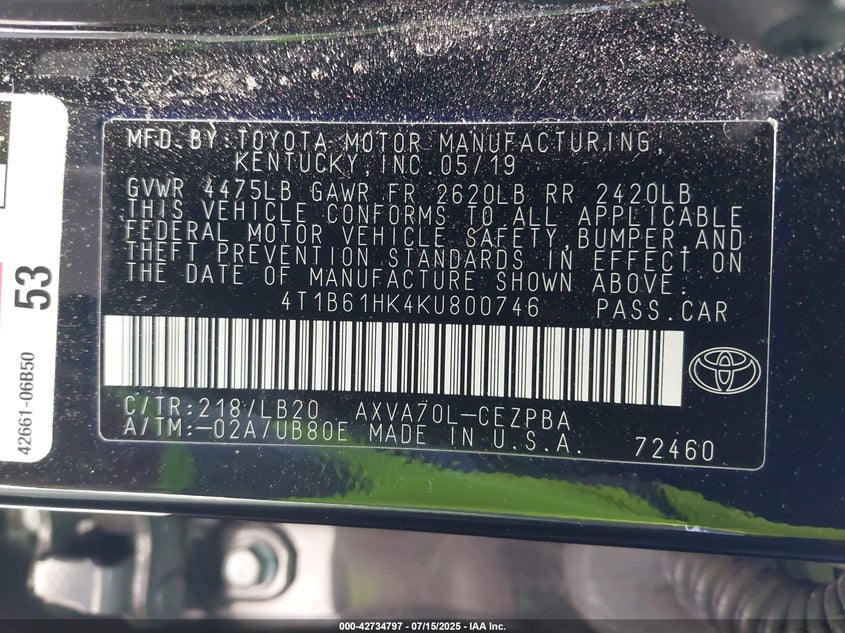 MFD.BY:TOYOTA MOTOR MANUFACTURING,
KENTUCKY,INC.05/19
GVWR 4475LB GAWR FR 2620LB RR 2420LB
THIS VEHICLE CONFORMS TO ALL APPLICABLE
FEDERAL MOTOR VEHICLE SAFETY,BUMPER,AND
THEFT PREVENTION STANDARDS IN EFFECT ON
THE DATE OF MANUFACTURE SHOWN ABOVE.
4T1B61HK4KU800746 PASS.CAR
C/TR:218/LB20 AXVA70L-CEZPBA
A/TM:-02A/UB80E MADE IN U.S.A. 72460
53
42661-06B50
000-42734797 - 07/15/2025 - IAA Inc.